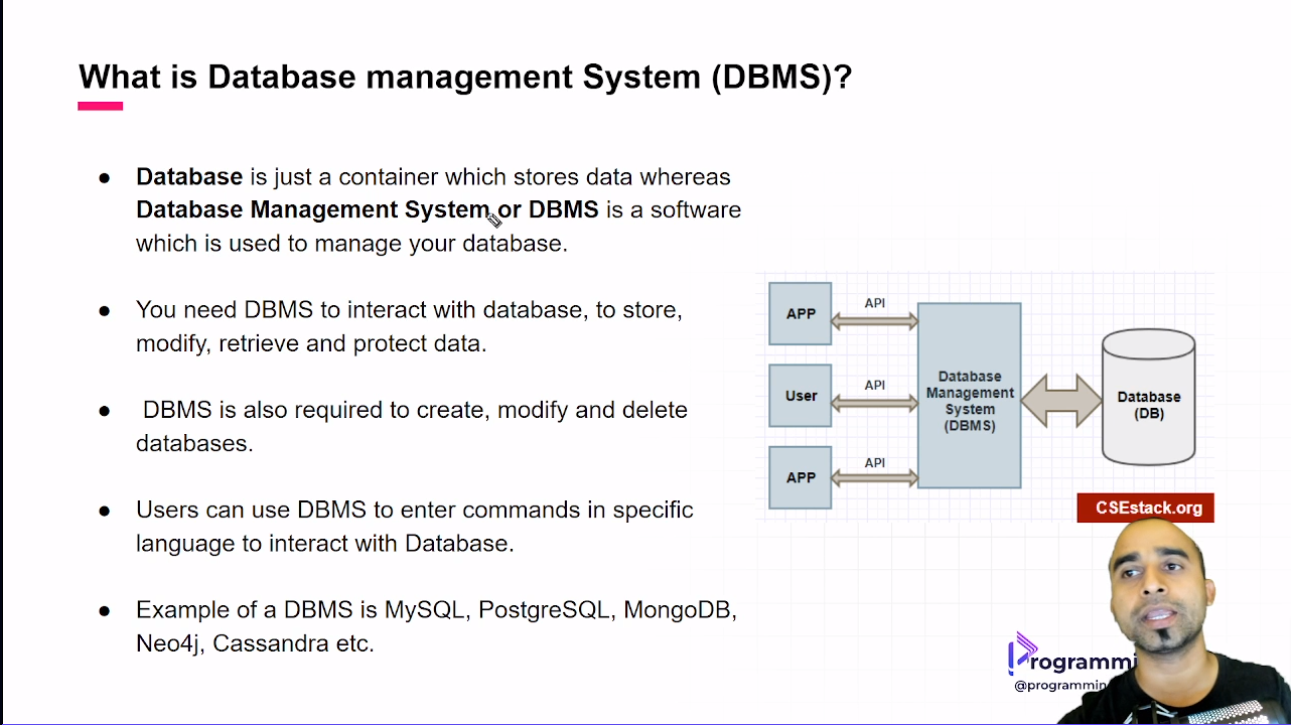 What is Database management System (DBMS)?
● Database is just a container which stores data whereas
Database Management System or DBMS is a software
which is used to manage your database.
● You need DBMS to interact with database, to store,
modify, retrieve and protect data.
● DBMS is also required to create, modify and delete
databases.
● Users can use DBMS to enter commands in specific
language to interact with Database.
● Example of a DBMS is MySQL, PostgreSQL, MongoDB,
Neo4j, Cassandra etc.
APP
API
User
API
APP
API
Database
Management
System
(DBMS)
Database
(DB)
CSEstack.org
Programmi
@programmin